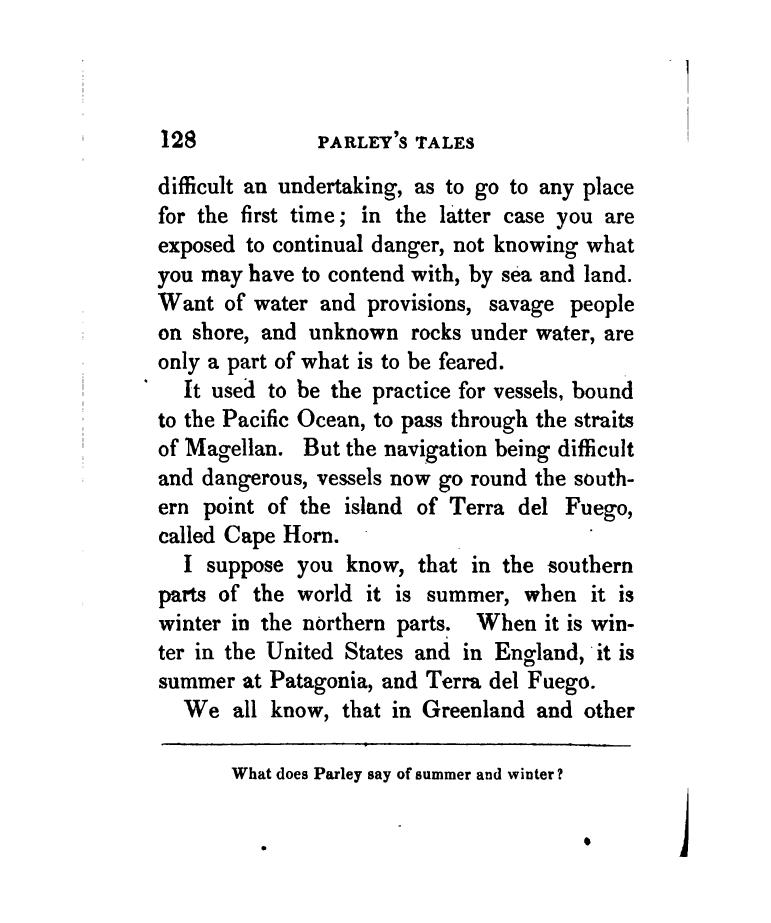 128 PARLEY'S TALES
difficult an undertaking, as to go to any place
for the first time; in the latter case you are
exposed to continual danger, not knowing what
you may have to contend with, by sea and land.
Want of water and provisions, savage people
on shore, and unknown rocks under water, are
only a part of what is to be feared.
It used to be the practice for vessels, bound
to the Pacific Ocean, to pass through the straits
of Magellan. But the navigation being difficult
and dangerous, vessels now go round the south-
ern point of the island of Terra del Fuego,
called Cape Horn.
I suppose you know, that in the southern
parts of the world it is summer, when it is
winter in the northern parts. When it is win-
ter in the United States and in England, it is
summer at Patagonia, and Terra del Fuego.
We all know, that in Greenland and other
What does Parley say of summer and winter?